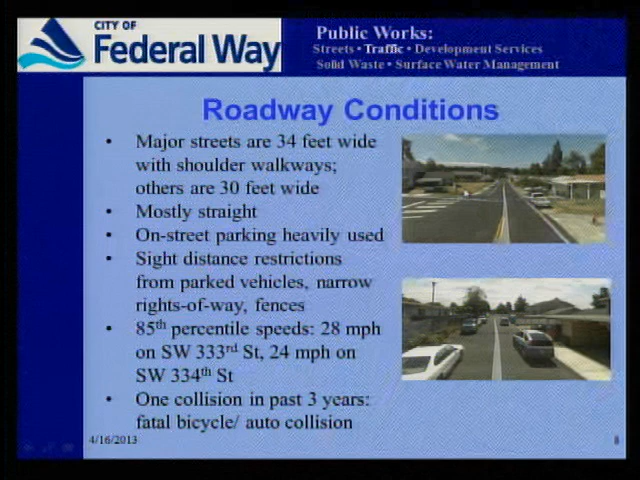 CITY OF
Federal Way
Public Works:
Streets • Traffic • Development Services
Solid Waste • Surface Water Management
Roadway Conditions
• Major streets are 34 feet wide
with shoulder walkways;
others are 30 feet wide
• Mostly straight
• On-street parking heavily used
• Sight distance restrictions
from parked vehicles, narrow
rights-of-way, fences
• 85th percentile speeds: 28 mph
on SW 333rd St, 24 mph on
SW 334th St
• One collision in past 3 years:
fatal bicycle/ auto collision
4/16/2013
8